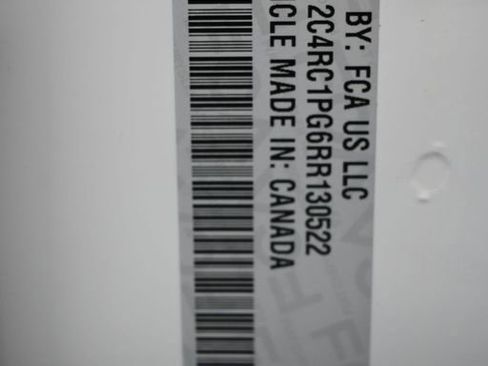 BY: FCA US LLC
2C4RC1PG6RR130522
CLE MADE IN: CANADA